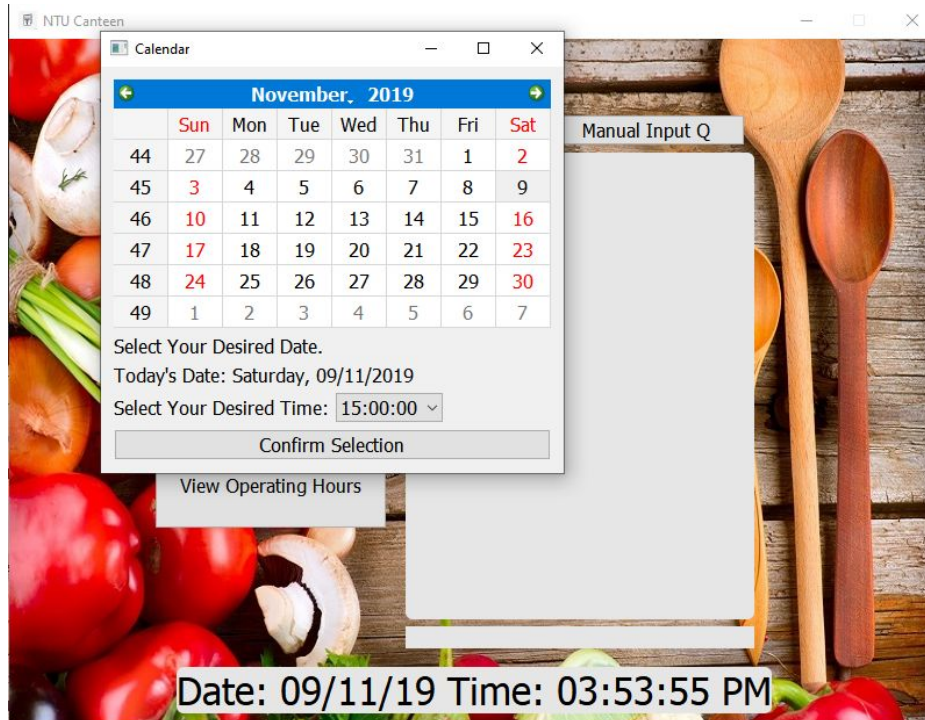 NTU Canteen
Calendar
November, 2019
Sun Mon Tue Wed Thu Fri Sat
44 27 28 29 30 31 1 2
45 3 4 5 6 7 8 9
46 10 11 12 13 14 15 16
47 17 18 19 20 21 22 23
48 24 25 26 27 28 29 30
49 1 2 3 4 5 6 7
Select Your Desired Date.
Today's Date: Saturday, 09/11/2019
Select Your Desired Time: 15:00:00
Confirm Selection
Manual Input Q
View Operating Hours
Date: 09/11/19 Time: 03:53:55 PM